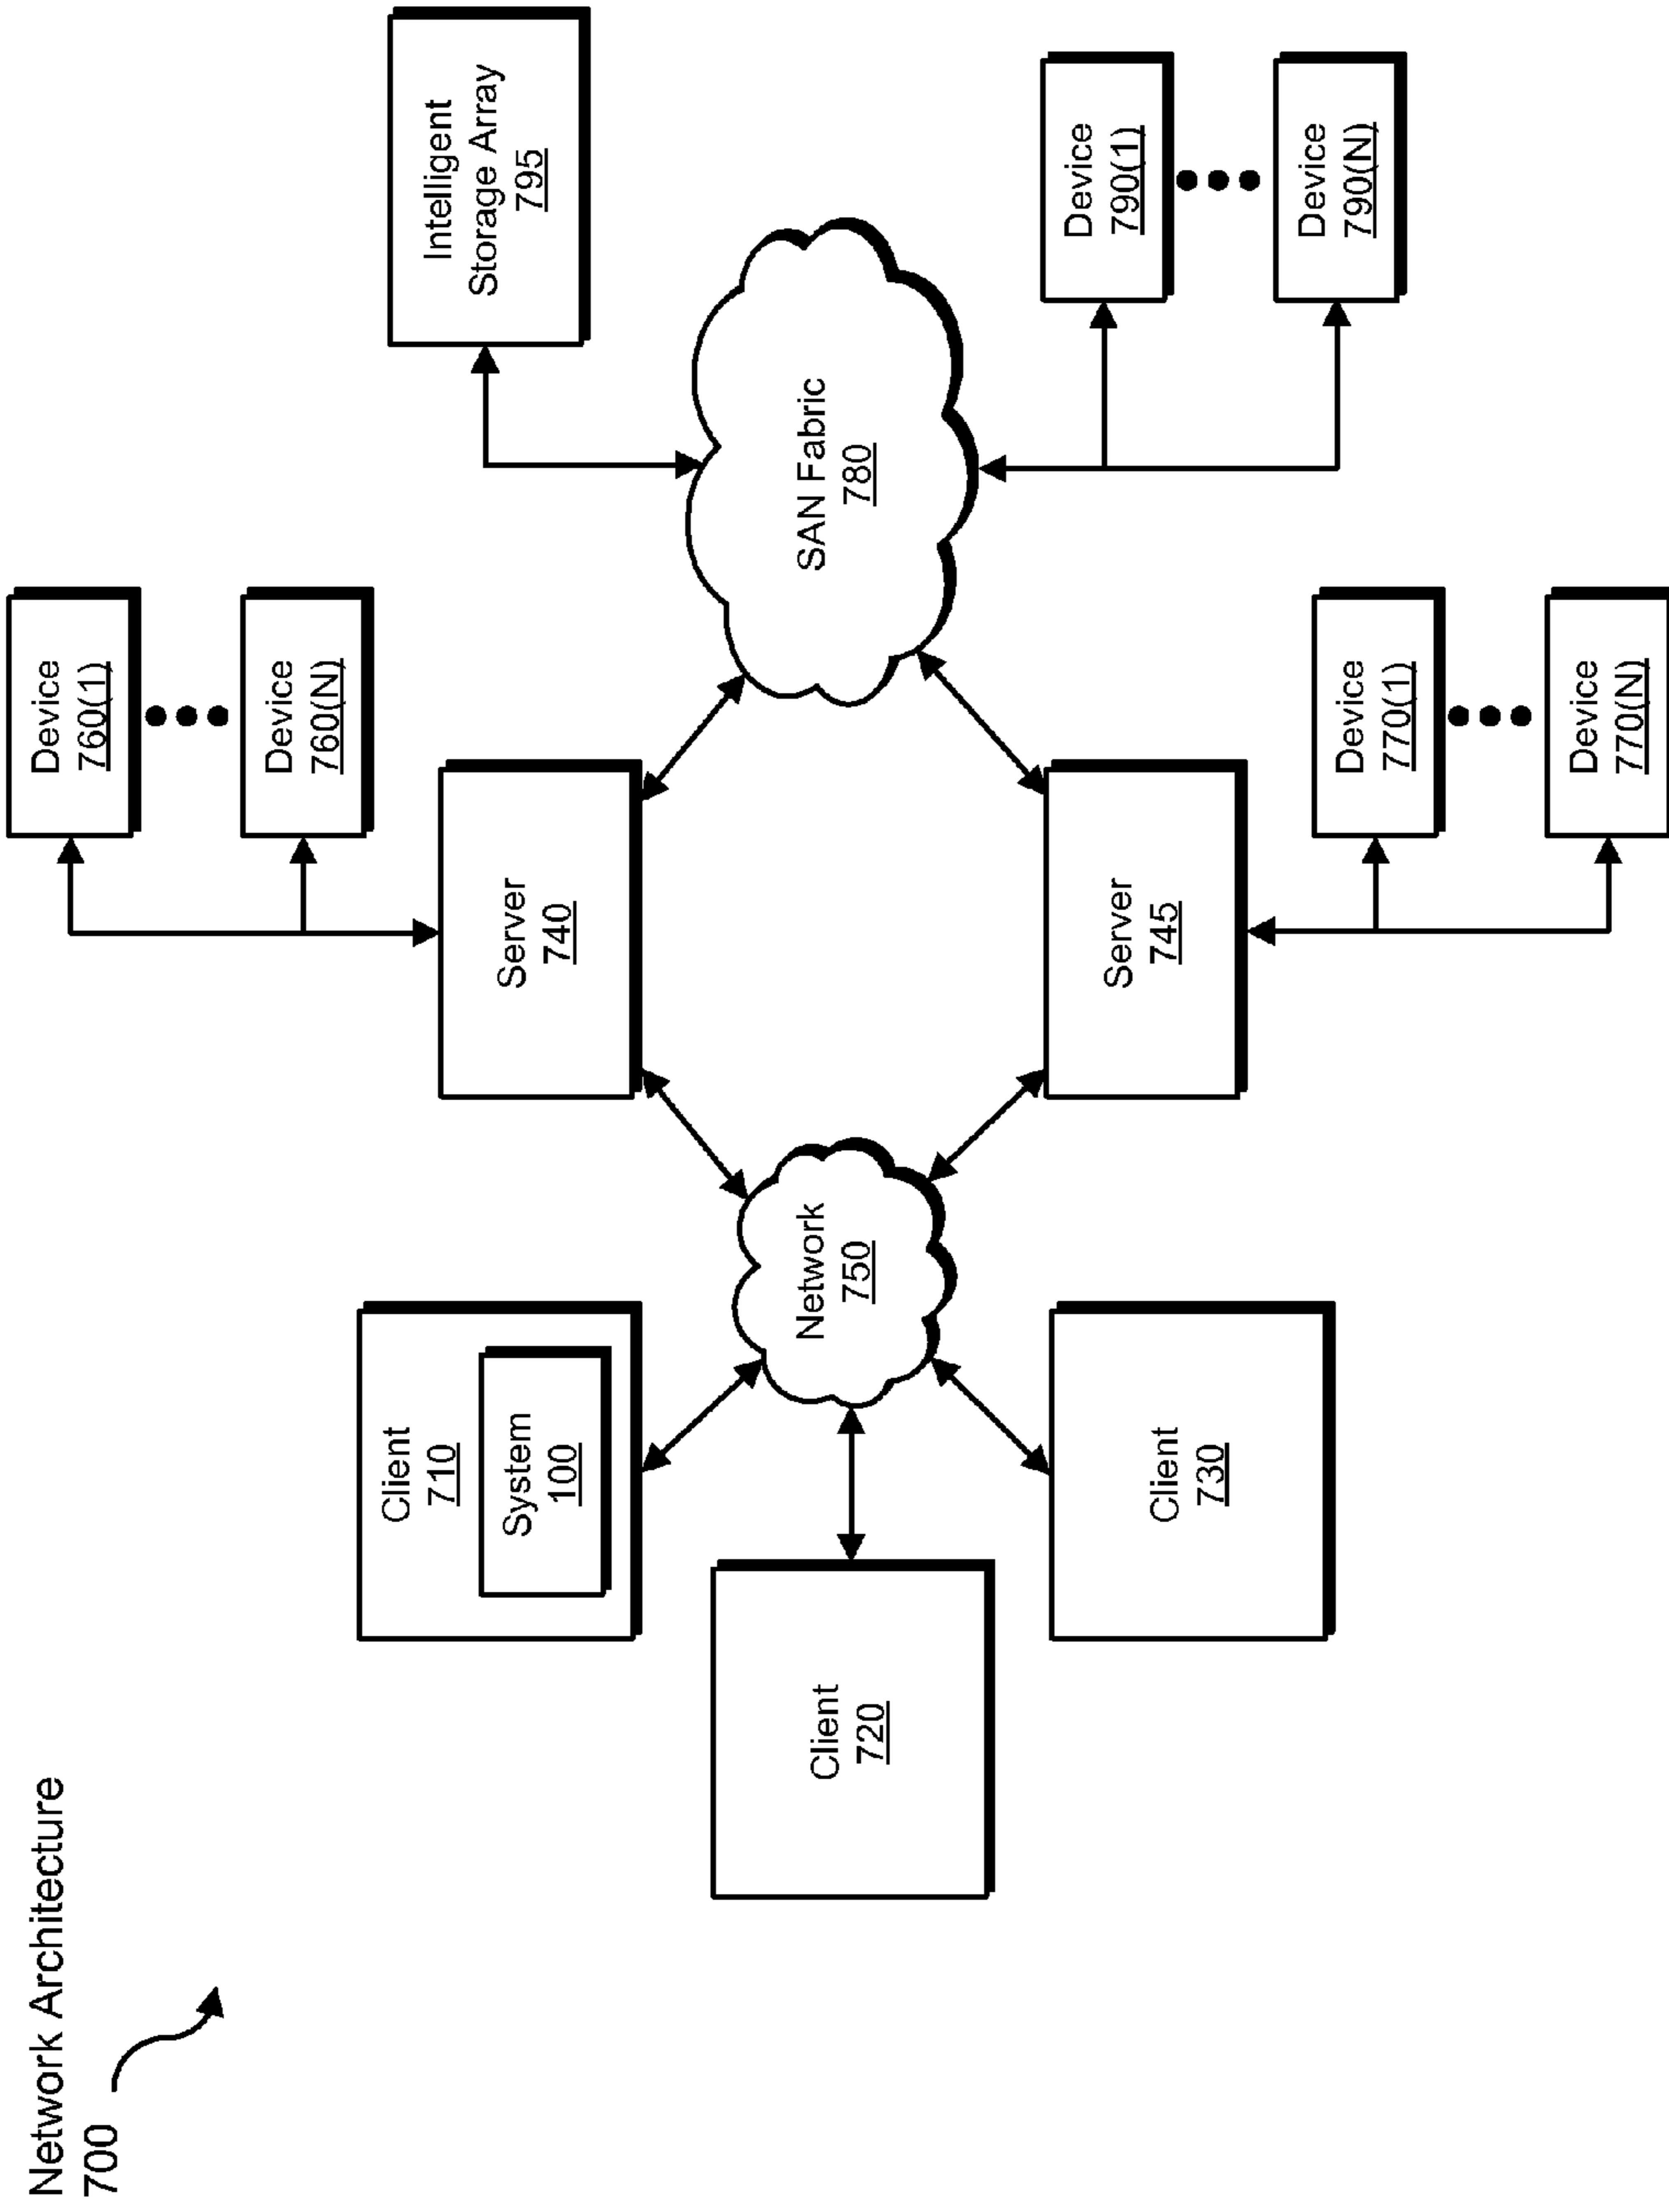 Network Architecture
700
Client
710
System
100
Client
720
Client
730
Network
750
Device
760(1)
Device
760(N)
Server
740
Server
745
Device
770(1)
Device
770(N)
SAN Fabric
780
Intelligent
Storage Array
795
Device
790(1)
Device
790(N)